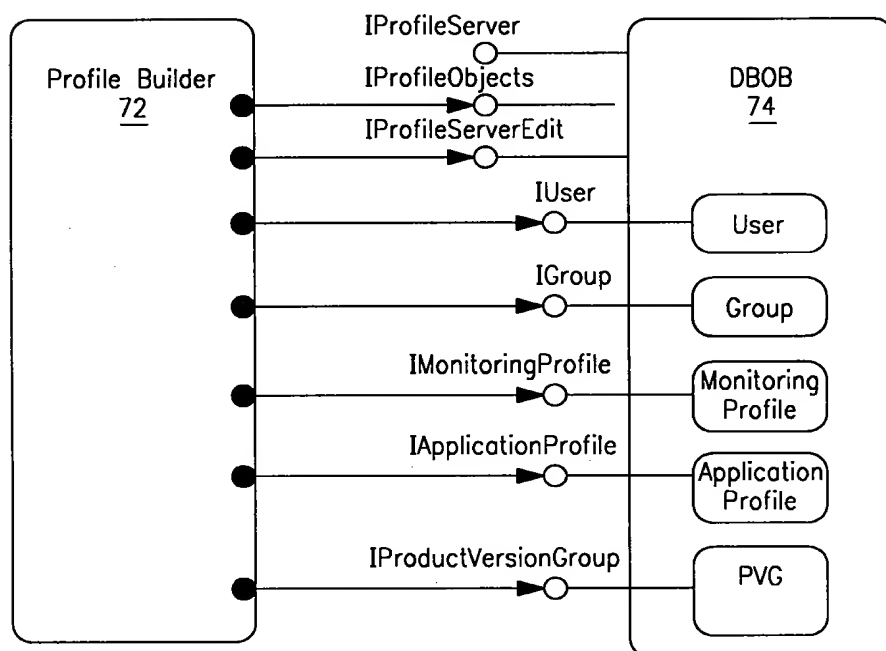 Profile Builder
72
IProfileServer
IProfileObjects
IProfileServerEdit
IUser
IGroup
IMonitoringProfile
IApplicationProfile
IProductVersionGroup
DBOB
74
User
Group
Monitoring
Profile
Application
Profile
PVG